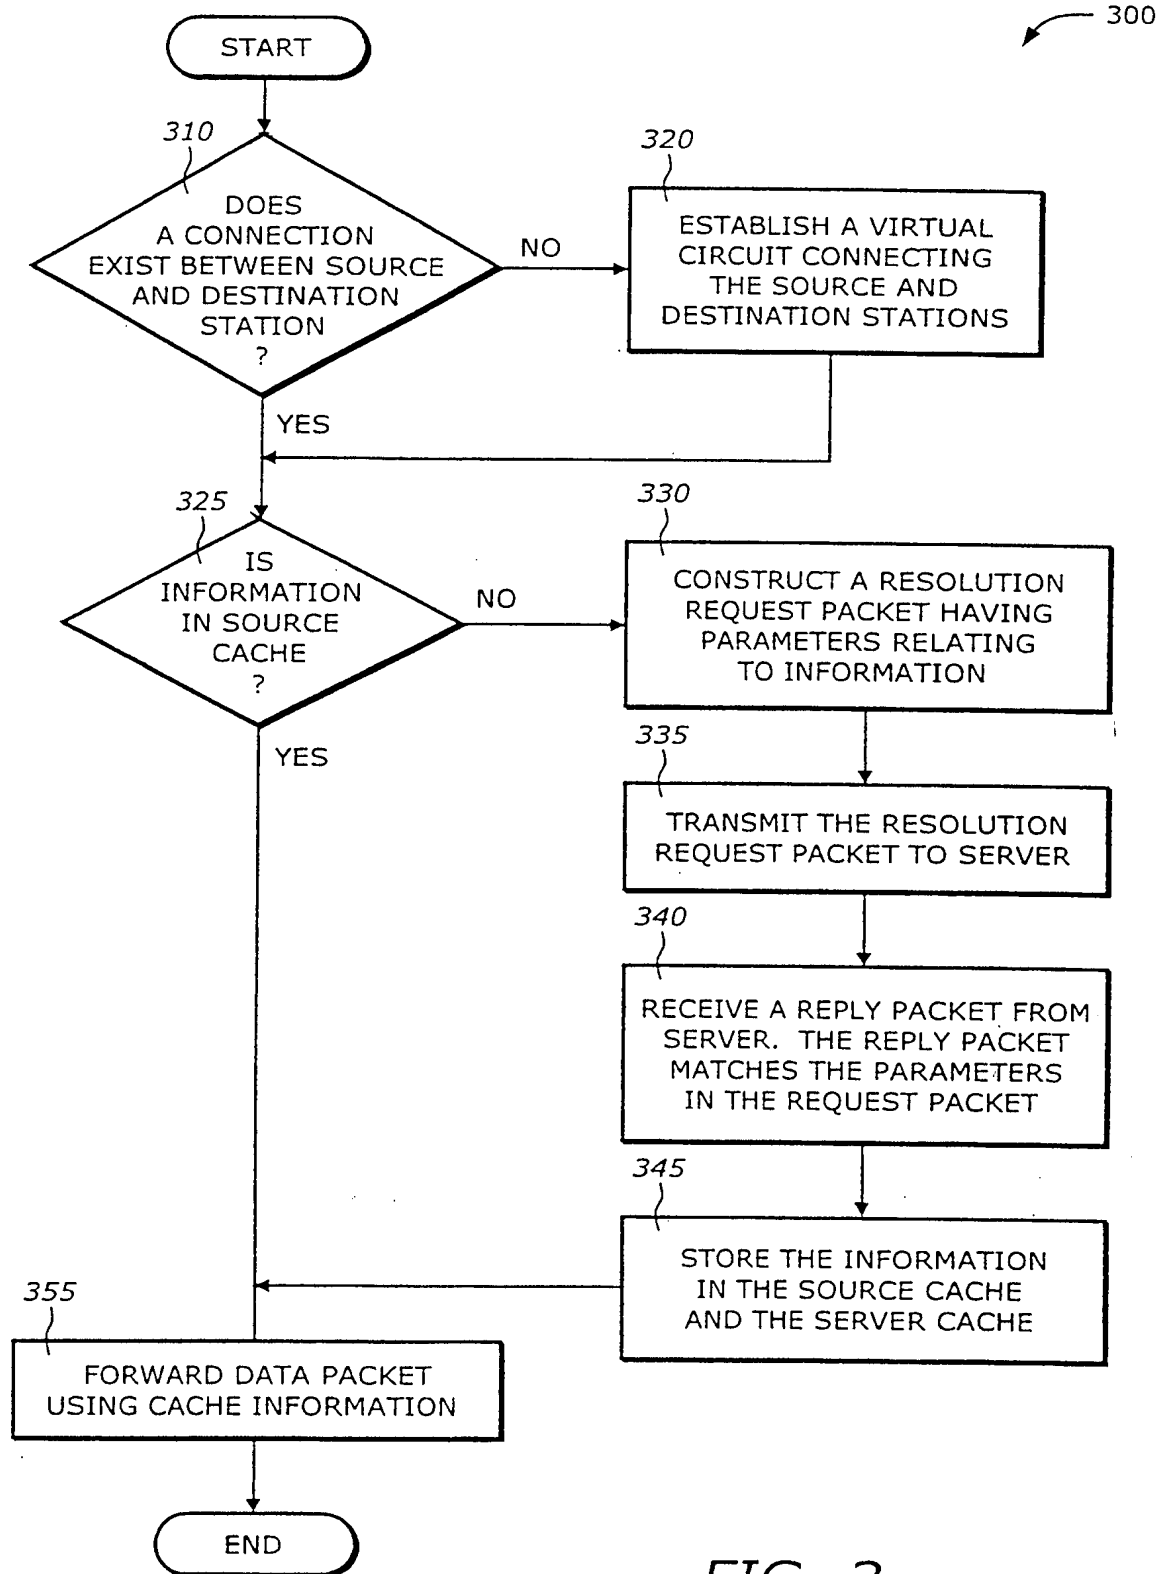 300
START
310
DOES
A CONNECTION
EXIST BETWEEN SOURCE
AND DESTINATION
STATION
?
NO
320
ESTABLISH A VIRTUAL
CIRCUIT CONNECTING
THE SOURCE AND
DESTINATION STATIONS
YES
325
IS
INFORMATION
IN SOURCE
CACHE
?
NO
330
CONSTRUCT A RESOLUTION
REQUEST PACKET HAVING
PARAMETERS RELATING
TO INFORMATION
YES
335
TRANSMIT THE RESOLUTION
REQUEST PACKET TO SERVER
340
RECEIVE A REPLY PACKET FROM
SERVER. THE REPLY PACKET
MATCHES THE PARAMETERS
IN THE REQUEST PACKET
345
STORE THE INFORMATION
IN THE SOURCE CACHE
AND THE SERVER CACHE
355
FORWARD DATA PACKET
USING CACHE INFORMATION
END